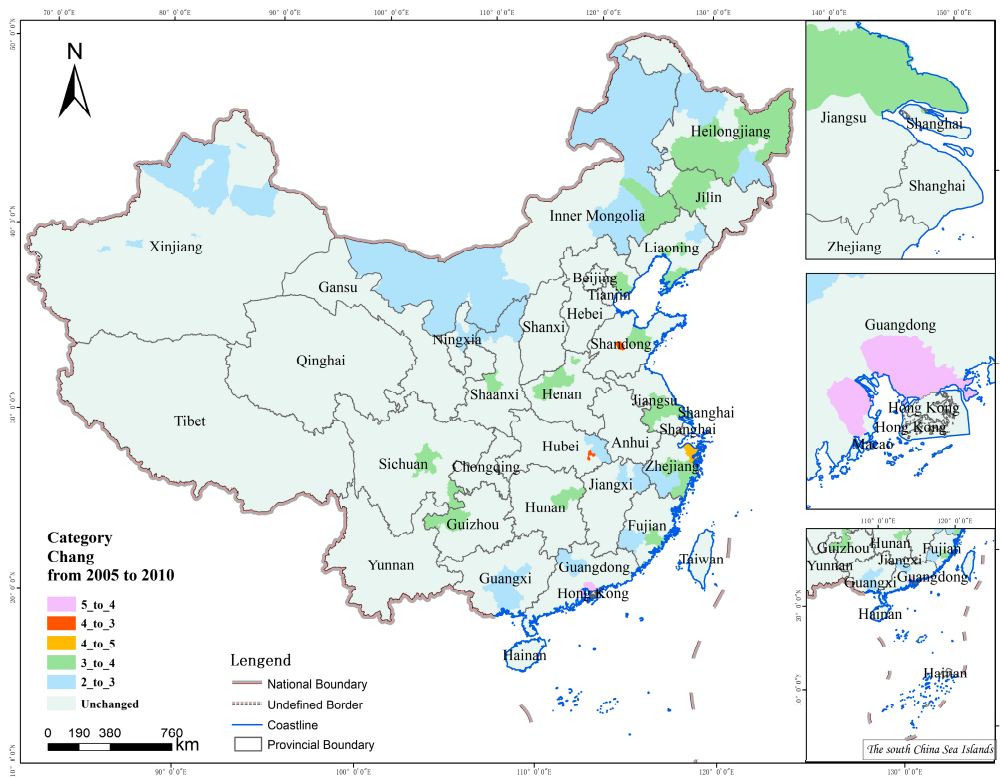 70° 0'0"E
80° 0'0"E
90° 0'0"E
100° 0'0"E
110° 0'0"E
120° 0'0"E
130° 0'0"E
140° 0'0"E
150° 0'0"E
N
Heilongjiang
Jilin
Inner Mongolia
Liaoning
Xinjiang
Gansu
Beijing
Tianjin
Hebei
Shanxi
Ningxia
Shandong
Qinghai
Shaanxi
Henan
Jiangsu
Shanghai
Shanghai
Tibet
Hubei
Anhui
Sichuan
Chongqing
Zhejiang
Jiangxi
Hunan
Guizhou
Fujian
Yunnan
Guangxi
Guangdong
Taiwan
Hong Kong
Hainan
Jiangsu
Shanghai
Shanghai
Zhejiang
Guangdong
Hong Kong
Hong Kong
Macao
110° 0'0"E
120° 0'0"E
Guizhou
Hunan
Jiangxi
Fujian
Yunnan
Guangxi
Guangdong
Hainan
Hainan
The south China Sea Islands
Category
Chang
from 2005 to 2010
5_to_4
4_to_3
4_to_5
3_to_4
2_to_3
Unchanged
0 190 380 760
km
Lengend
National Boundary
Undefined Border
Coastline
Provincial Boundary
90° 0'0"E
100° 0'0"E
110° 0'0"E
120° 0'0"E
130° 0'0"E